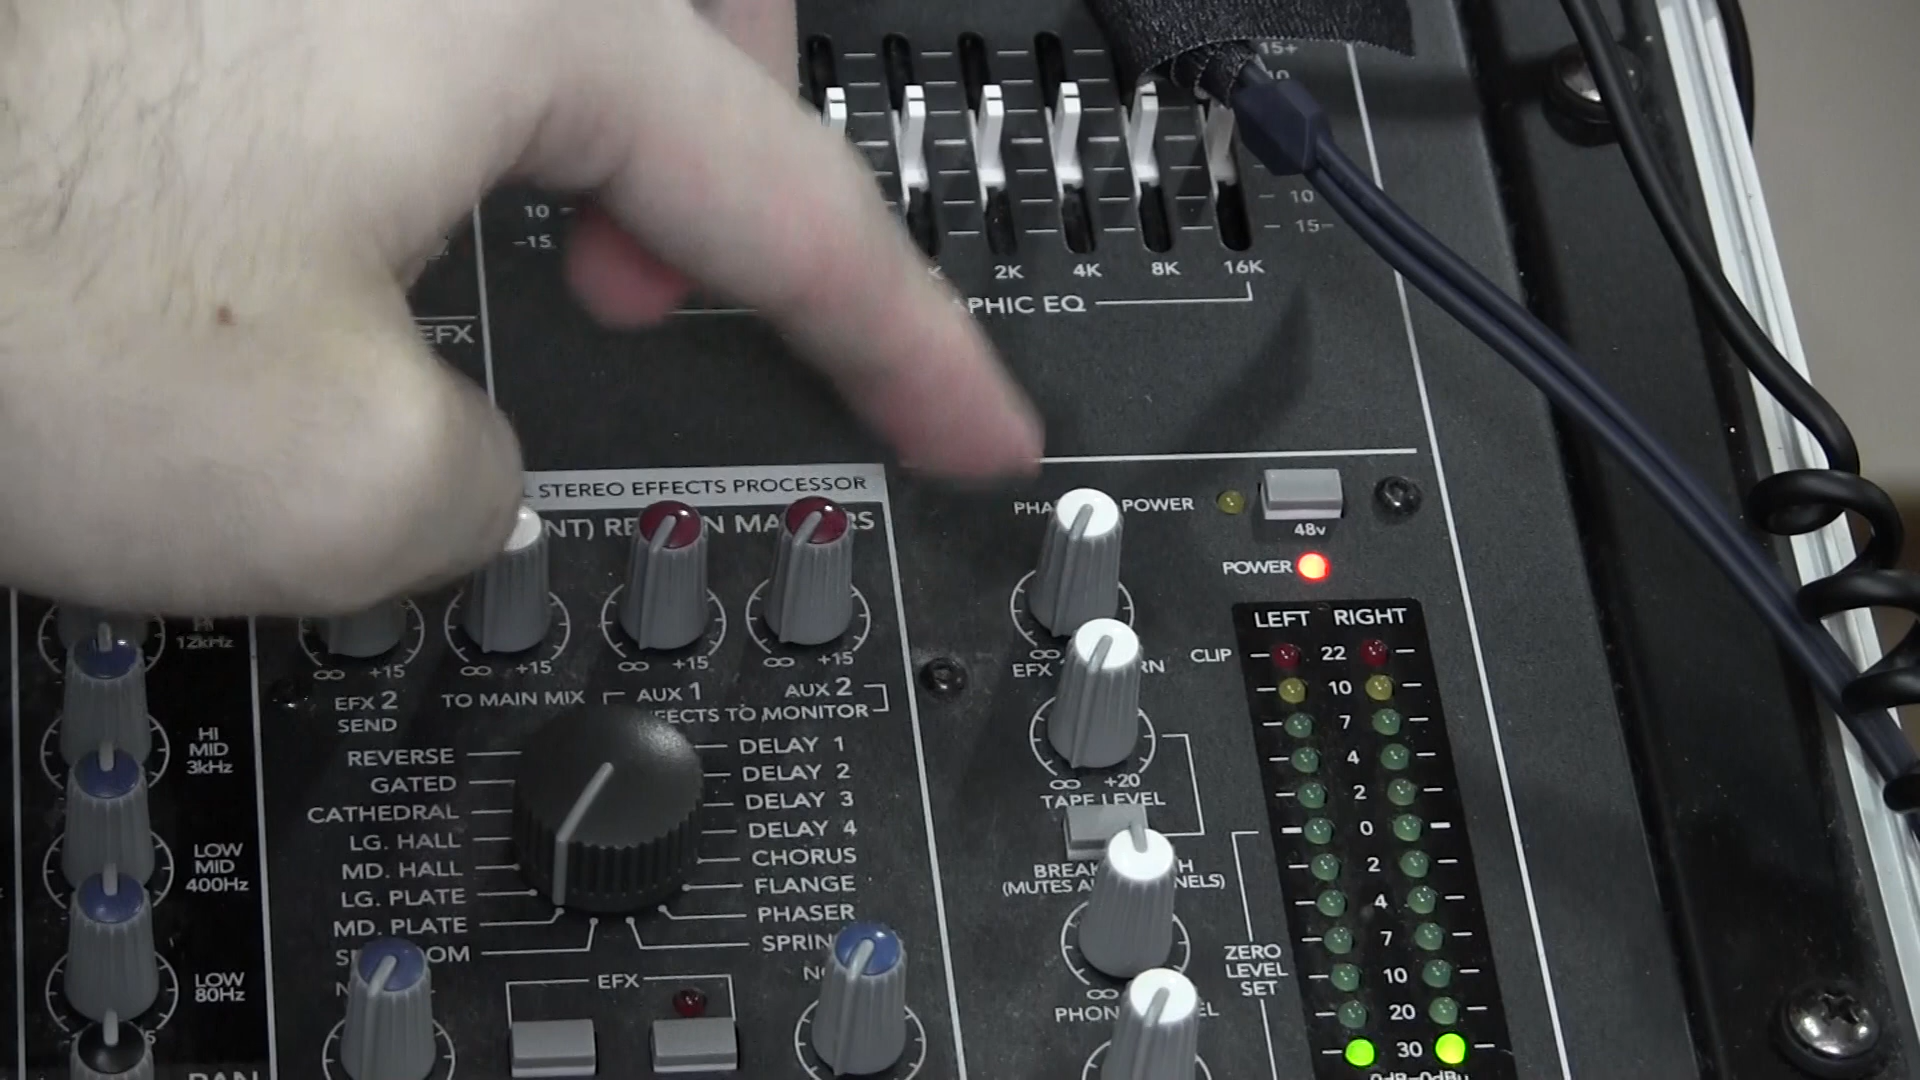 15+
10
10
-15
10
15-
2K 4K 8K 16K
APHIC EQ
EFX
STEREO EFFECTS PROCESSOR
POWER
48v
POWER
LEFT RIGHT
CLIP 22
10
7
4
2
0
2
4
7
10
20
30
0dB=0dBu
ZERO
LEVEL
SET
EFX
∞ +20
TAPE LEVEL
∞
12kHz
HI
MID
3kHz
LOW
MID
400Hz
LOW
80Hz
PAN
∞ +15 ∞ +15 ∞ +15 ∞ +15
EFX 2
SEND
TO MAIN MIX
AUX 1 AUX 2
TO MONITOR
REVERSE
GATED
CATHEDRAL
LG. HALL
MD. HALL
LG. PLATE
MD. PLATE
DELAY 1
DELAY 2
DELAY 3
DELAY 4
CHORUS
FLANGE
PHASER
EFX